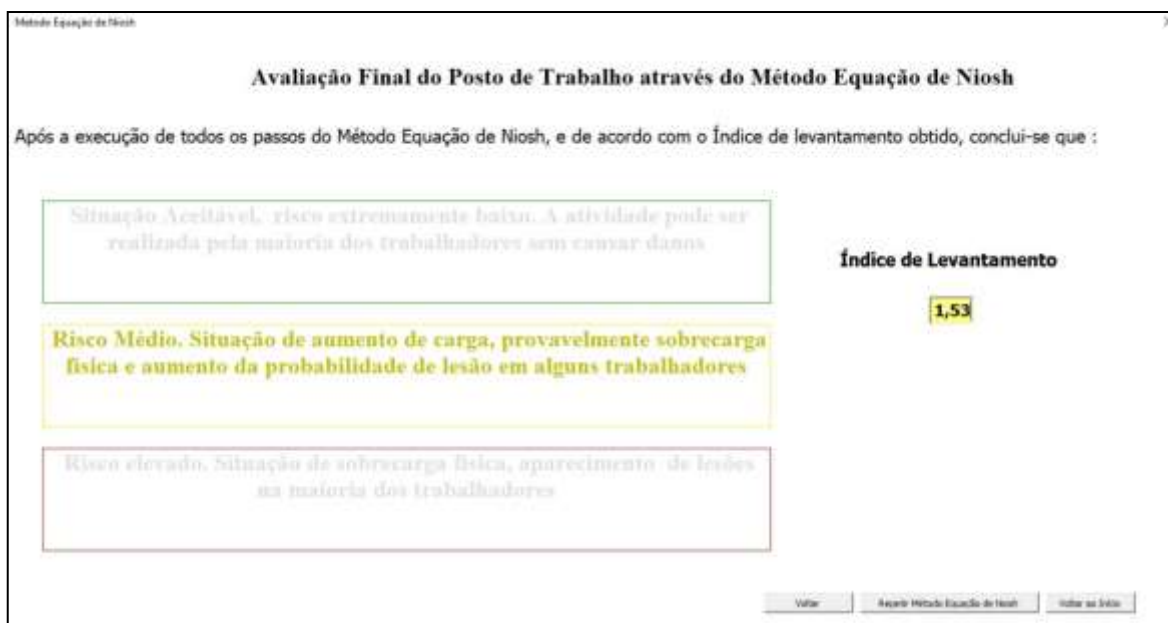 Metodo Equação de Niosh
Avaliação Final do Posto de Trabalho através do Método Equação de Niosh
Após a execução de todos os passos do Método Equação de Niosh, e de acordo com o Índice de levantamento obtido, conclui-se que :
Situação Aceitável, risco extremamente baixo. A atividade pode ser
realizada pela maioria dos trabalhadores sem causar danos
Índice de Levantamento
1,53
Risco Médio. Situação de aumento de carga, provavelmente sobrecarga
física e aumento da probabilidade de lesão em alguns trabalhadores
Risco elevado. Situação de sobrecarga física, aparecimento de lesões
na maioria dos trabalhadores
Voltar
Repetir Método Equação de Niosh
Voltar ao Início